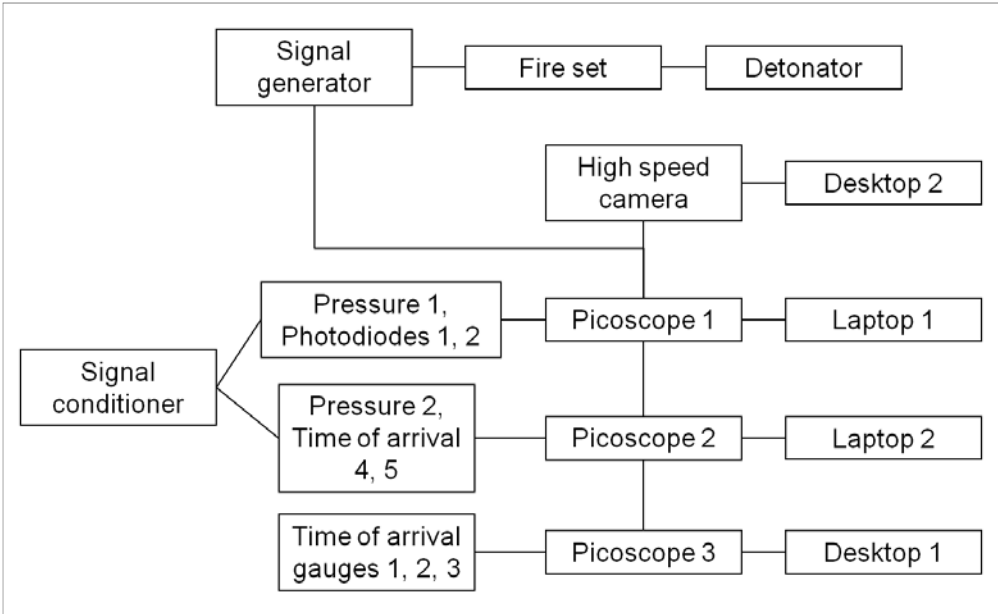 Signal
generator
Fire set
Detonator
High speed
camera
Desktop 2
Pressure 1,
Photodiodes 1, 2
Picoscope 1
Laptop 1
Signal
conditioner
Pressure 2,
Time of arrival
4, 5
Picoscope 2
Laptop 2
Time of arrival
gauges 1, 2, 3
Picoscope 3
Desktop 1